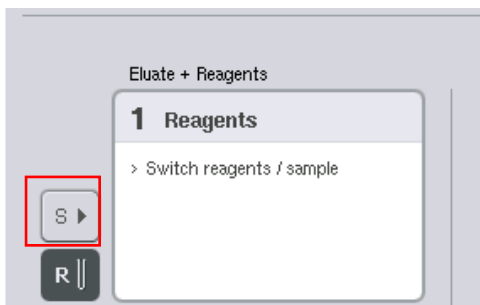 Eluate + Reagents
1 Reagents
> Switch reagents / sample
S
R